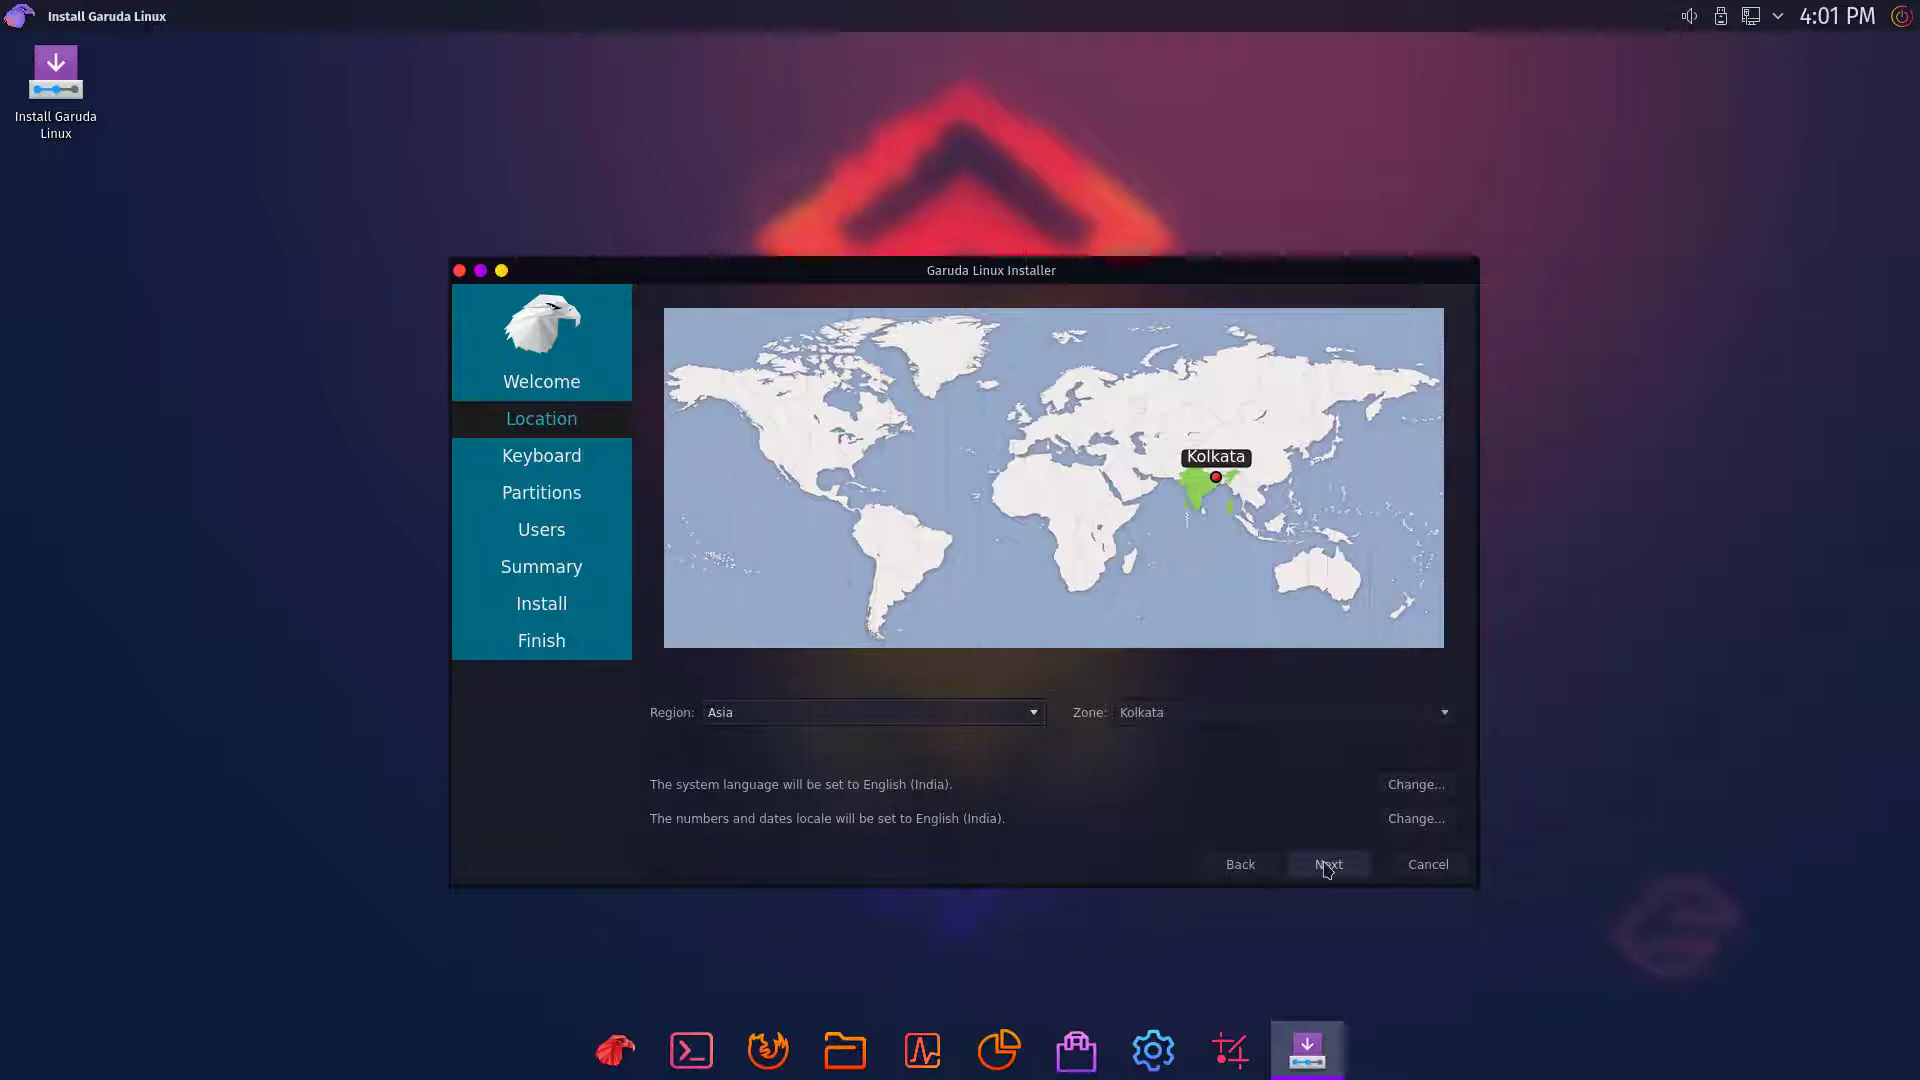 Install Garuda Linux
4:01 PM
Install Garuda
Linux
Garuda Linux Installer
Welcome
Location
Keyboard
Partitions
Users
Summary
Install
Finish
Kolkata
Region: Asia
Zone: Kolkata
The system language will be set to English (India).
Change...
The numbers and dates locale will be set to English (India).
Change...
Back
Next
Cancel